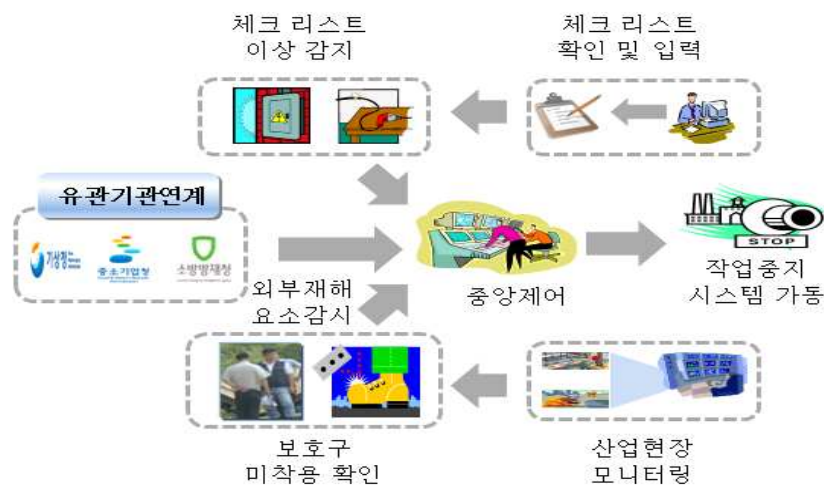 체크 리스트
이상 감지
체크 리스트
확인 및 입력
유관기관연계
기상청
중소기업청
소방방재청
외부재해
요소감시
중앙제어
STOP
작업중지
시스템 가동
보호구
미착용 확인
산업현장
모니터링